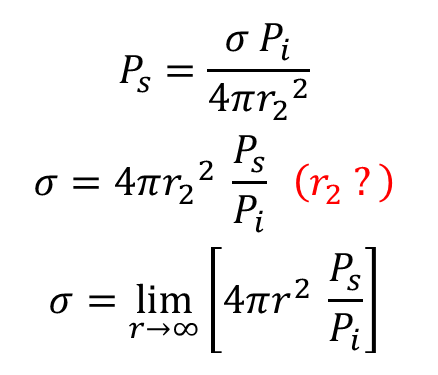 P_s = σ P_i / 4πr_2^2
σ = 4πr_2^2 P_s / P_i (r_2 ?)
σ = lim_{r→∞} [4πr^2 P_s / P_i]